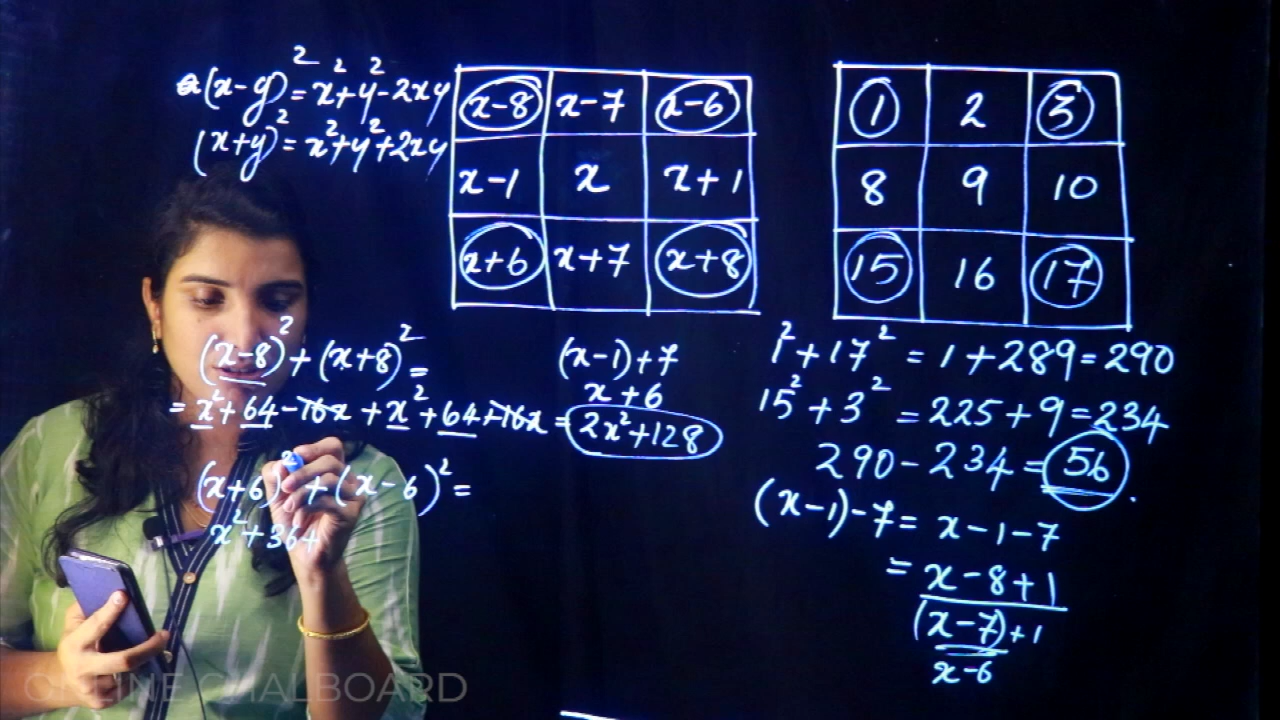 (x-y)² = x²+y²-2xy
(x+y)² = x²+y²+2xy
x-8 x-7 x-6
x-1 x x+1
x+6 x+7 x+8
1 2 3
8 9 10
15 16 17
(x-8)² + (x+8)² =
= x²+64-16x + x²+64+16x = 2x²+128
(x+6)² + (x-6)² =
x²+36+
(x-1)+7
x+6
1²+17² = 1+289=290
15²+3² = 225+9=234
290-234=56.
(x-1)-7 = x-1-7
= x-8+1
(x-7)+1
x-6
ONLINE CHALBOARD